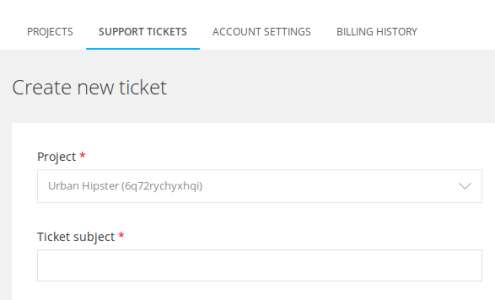 PROJECTS SUPPORT TICKETS ACCOUNT SETTINGS BILLING HISTORY
Create new ticket
Project *
Urban Hipster (6q72rychyxhqi)
Ticket subject *